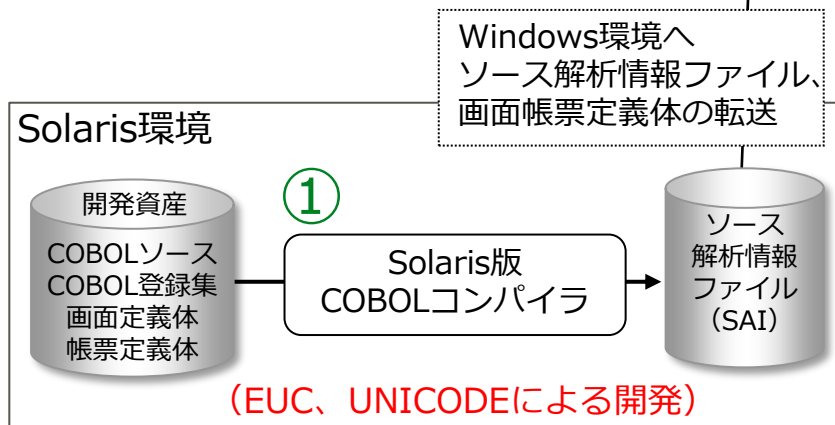 Windows環境へ
ソース解析情報ファイル、
画面帳票定義体の転送
Solaris環境
①
開発資産
COBOLソース
COBOL登録集
画面定義体
帳票定義体
Solaris版
COBOLコンパイラ
ソース
解析情報
ファイル
（SAI）
（EUC、UNICODEによる開発）